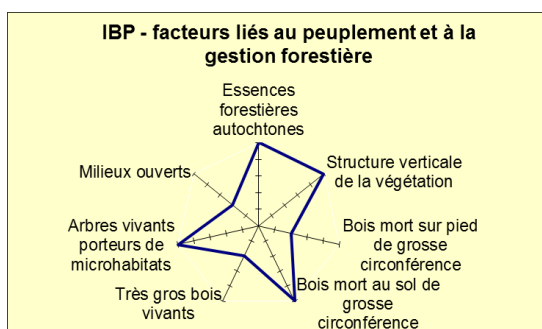 IBP - facteurs liés au peuplement et à la
gestion forestière
Essences
forestières
autochtones
Structure verticale
de la végétation
Bois mort sur pied
de grosse
circonférence
Bois mort au sol de
grosse
circonférence
Très gros bois
vivants
Arbres vivants
porteurs de
microhabitats
Milieux ouverts